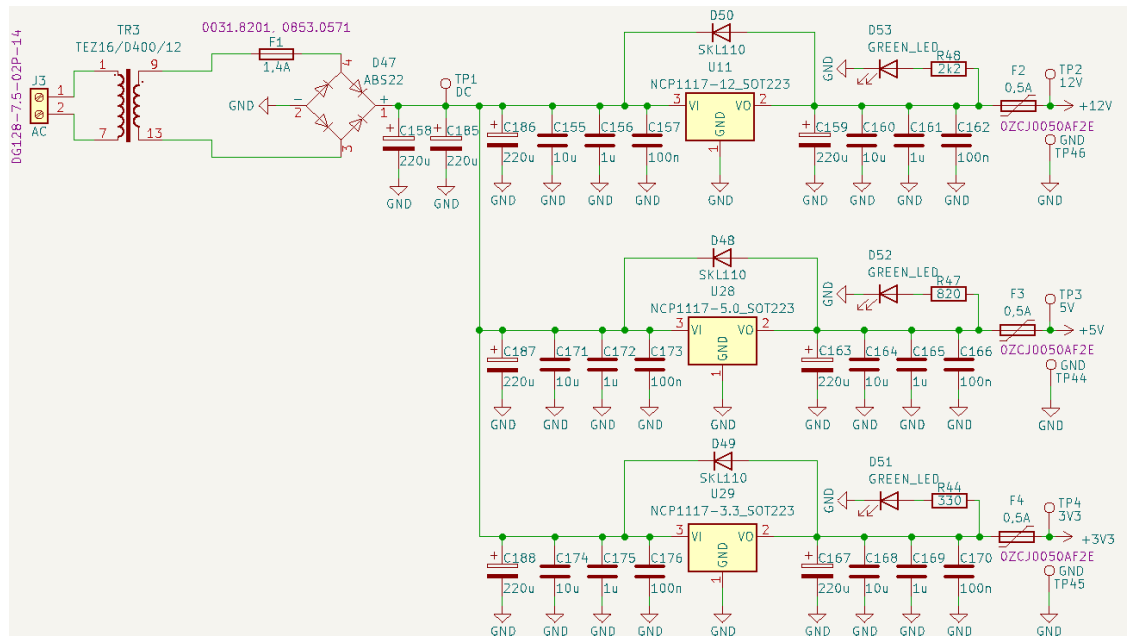 DG128-7.5-02P-14
J3
1
2
AC
TR3
TEZ16/D400/12
1
9
7
13
0031.8201, 0853.0571
F1
1,4A
D47
ABS22
4
GND
−
2
+
1
3
TP1
DC
C158
220u
GND
C185
220u
GND
D50
SKL110
U11
NCP1117-12_SOT223
3
VI
VO
2
GND
1
GND
C186
220u
GND
C155
10u
GND
C156
1u
GND
C157
100n
GND
D53
GREEN_LED
GND
R48
2k2
C159
220u
GND
C160
10u
GND
C161
1u
GND
C162
100n
GND
F2
0,5A
TP2
12V
+12V
0ZCJ0050AF2E
GND
TP46
GND
D48
SKL110
U28
NCP1117-5.0_SOT223
3
VI
VO
2
GND
1
GND
C187
220u
GND
C171
10u
GND
C172
1u
GND
C173
100n
GND
D52
GREEN_LED
GND
R47
820
C163
220u
GND
C164
10u
GND
C165
1u
GND
C166
100n
GND
F3
0,5A
TP3
5V
+5V
0ZCJ0050AF2E
GND
TP44
GND
D49
SKL110
U29
NCP1117-3.3_SOT223
3
VI
VO
2
GND
1
GND
C188
220u
GND
C174
10u
GND
C175
1u
GND
C176
100n
GND
D51
GREEN_LED
GND
R44
330
C167
220u
GND
C168
10u
GND
C169
1u
GND
C170
100n
GND
F4
0,5A
TP4
3V3
+3V3
0ZCJ0050AF2E
GND
TP45
GND